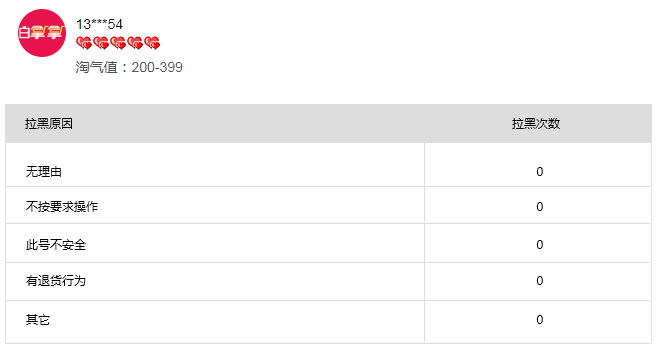 白拿拿
13***54
淘气值：200-399
拉黑原因 拉黑次数
无理由 0
不按要求操作 0
此号不安全 0
有退货行为 0
其它 0